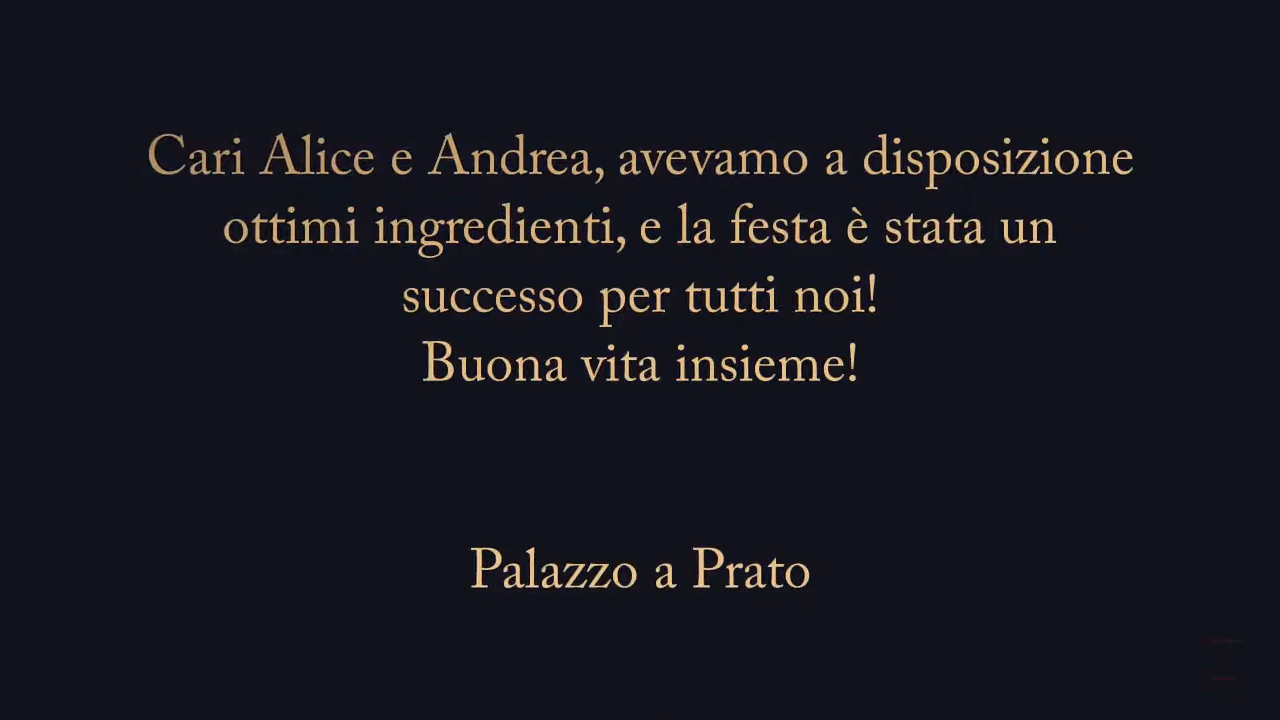 Cari Alice e Andrea, avevamo a disposizione
ottimi ingredienti, e la festa è stata un
successo per tutti noi!
Buona vita insieme!
Palazzo a Prato